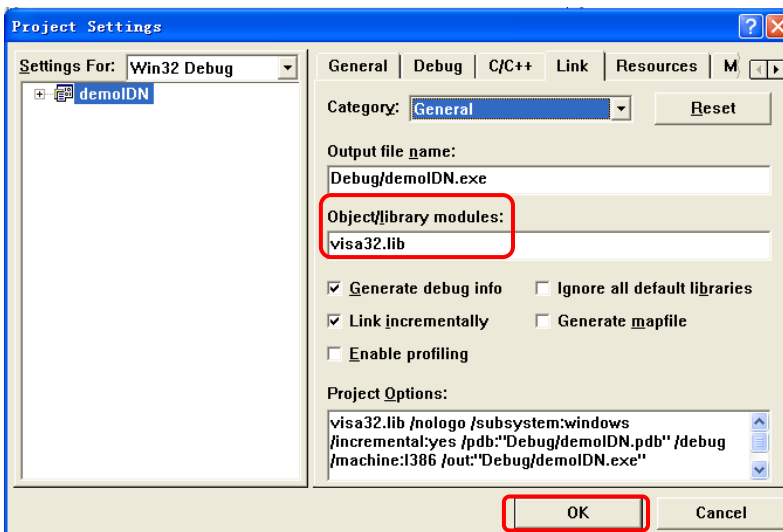 Project Settings
Settings For: Win32 Debug
demoIDN
General Debug C/C++ Link Resources M
Category: General Reset
Output file name:
Debug/demoIDN.exe
Object/library modules:
visa32.lib
Generate debug info Ignore all default libraries
Link incrementally Generate mapfile
Enable profiling
Project Options:
visa32.lib /nologo /subsystem:windows
/incremental:yes /pdb:"Debug/demoIDN.pdb" /debug
/machine:I386 /out:"Debug/demoIDN.exe"
OK Cancel